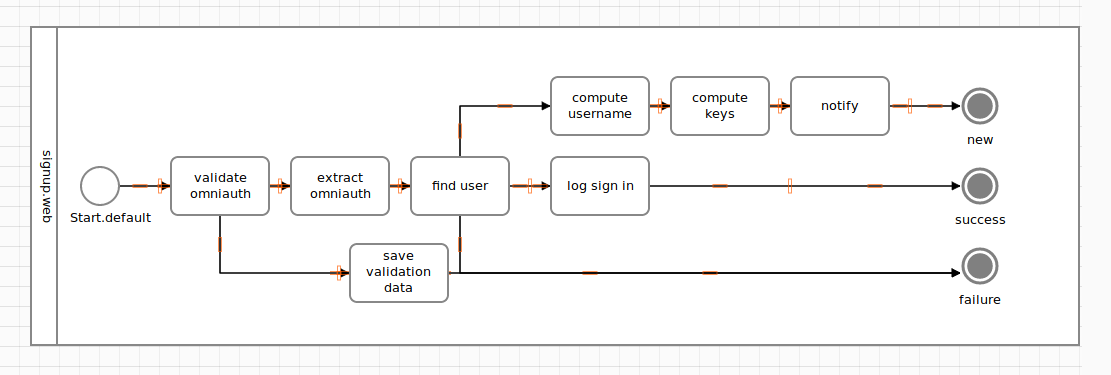 signup.web
compute
username
compute
keys
notify
new
Start.default
validate
omniauth
extract
omniauth
find user
log sign in
success
save
validation
data
failure